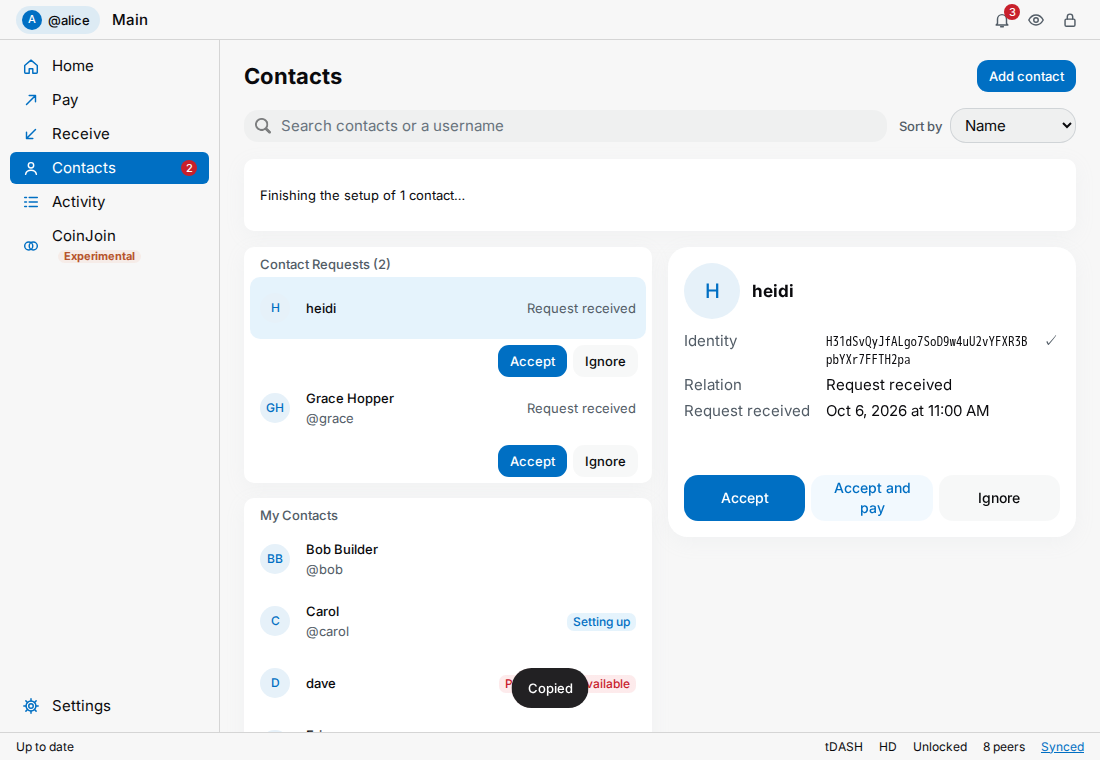 A @alice Main 3
Home
Pay
Receive
Contacts 2
Activity
CoinJoin
Experimental
Settings
Contacts
Add contact
Search contacts or a username
Sort by Name
Finishing the setup of 1 contact...
Contact Requests (2)
H heidi Request received
Accept Ignore
GH Grace Hopper Request received
@grace
Accept Ignore
My Contacts
BB Bob Builder
@bob
C Carol Setting up
@carol
D dave
Copied
H heidi
Identity H31dSvQyJfALgo7SoD9w4uU2vYFXR3B
pbYXr7FFTH2pa
Relation Request received
Request received Oct 6, 2026 at 11:00 AM
Accept
Accept and
pay
Ignore
Up to date
tDASH HD Unlocked 8 peers Synced